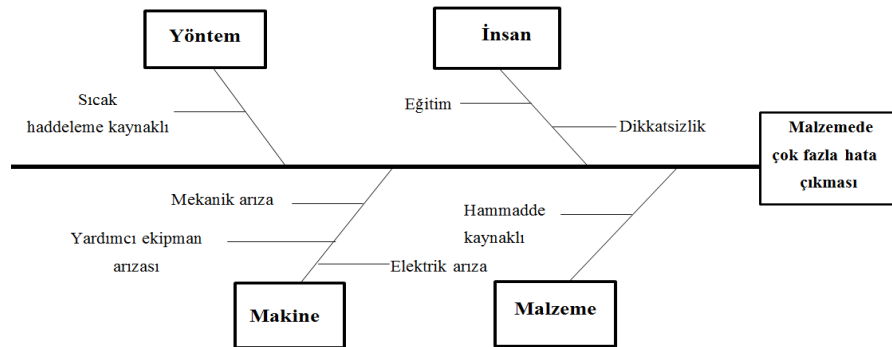 Yöntem
İnsan
Sıcak
haddeleme kaynaklı
Eğitim
Dikkatsizlik
Malzemede
çok fazla hata
çıkması
Mekanik arıza
Yardımcı ekipman
arızası
Elektrik arıza
Hammadde
kaynaklı
Makine
Malzeme